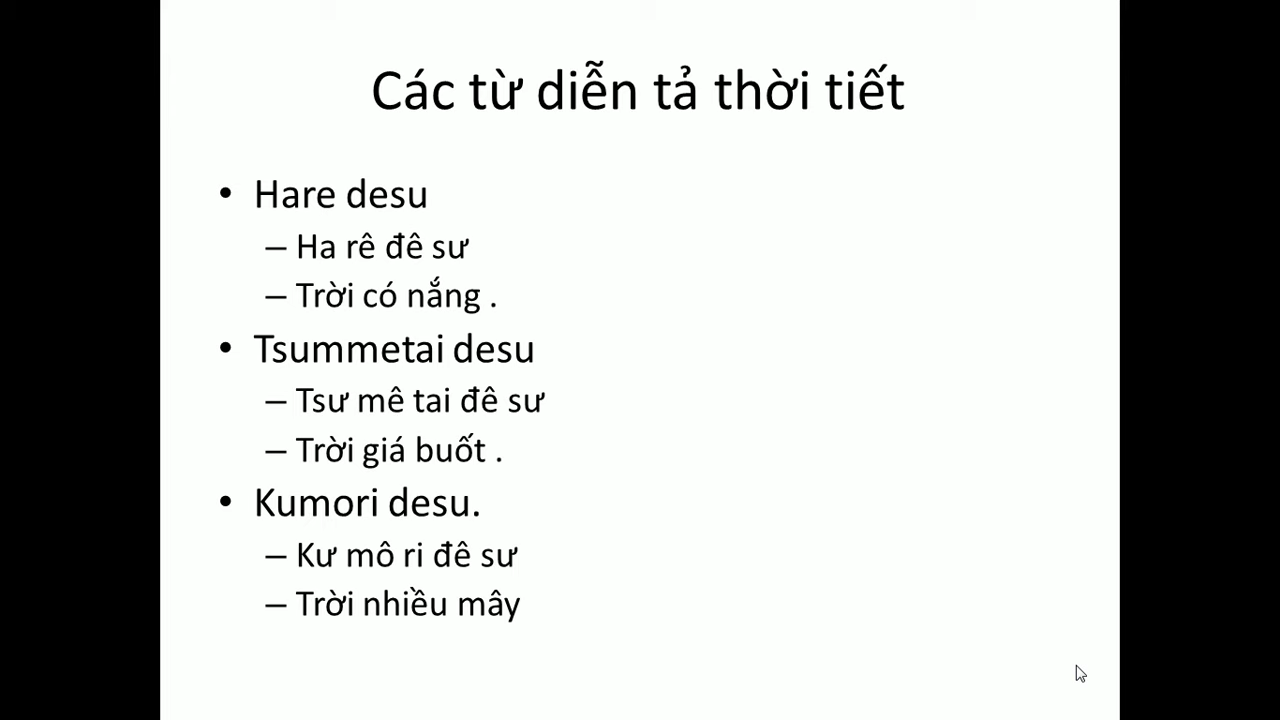 Các từ diễn tả thời tiết
• Hare desu
– Ha rê đê sư
– Trời có nắng .
• Tsummetai desu
– Tsư mê tai đê sư
– Trời giá buốt .
• Kumori desu.
– Kư mô ri đê sư
– Trời nhiều mây